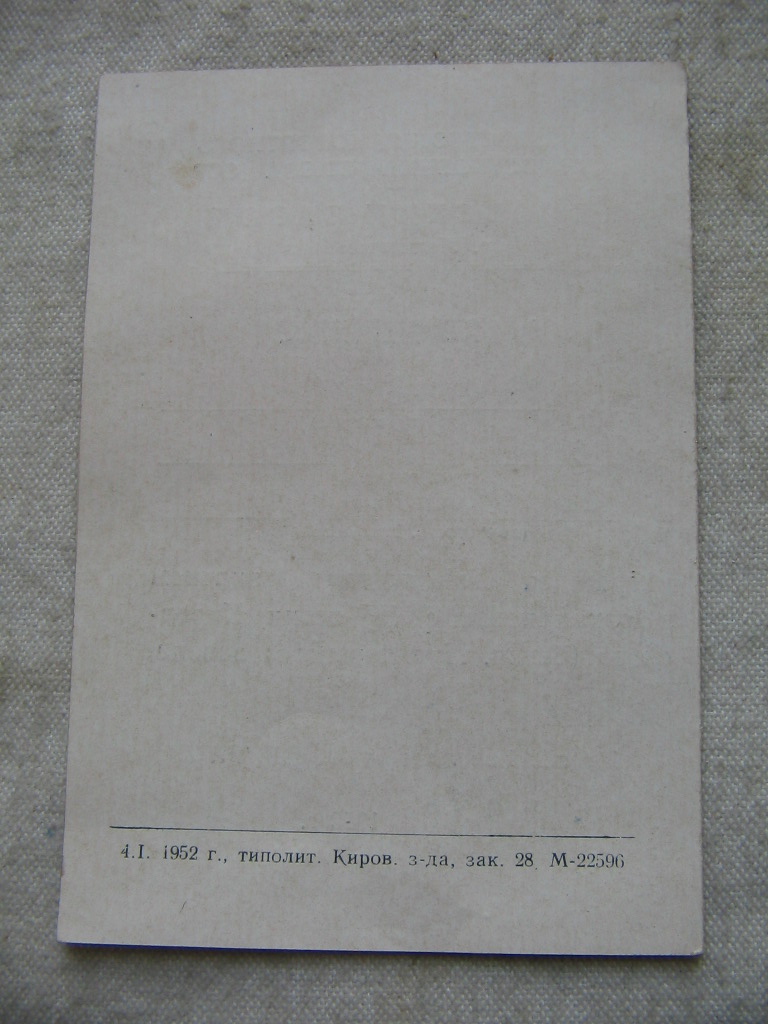 4.I. 1952 г., типолит. Киров. з-да, зак. 28 М-22596